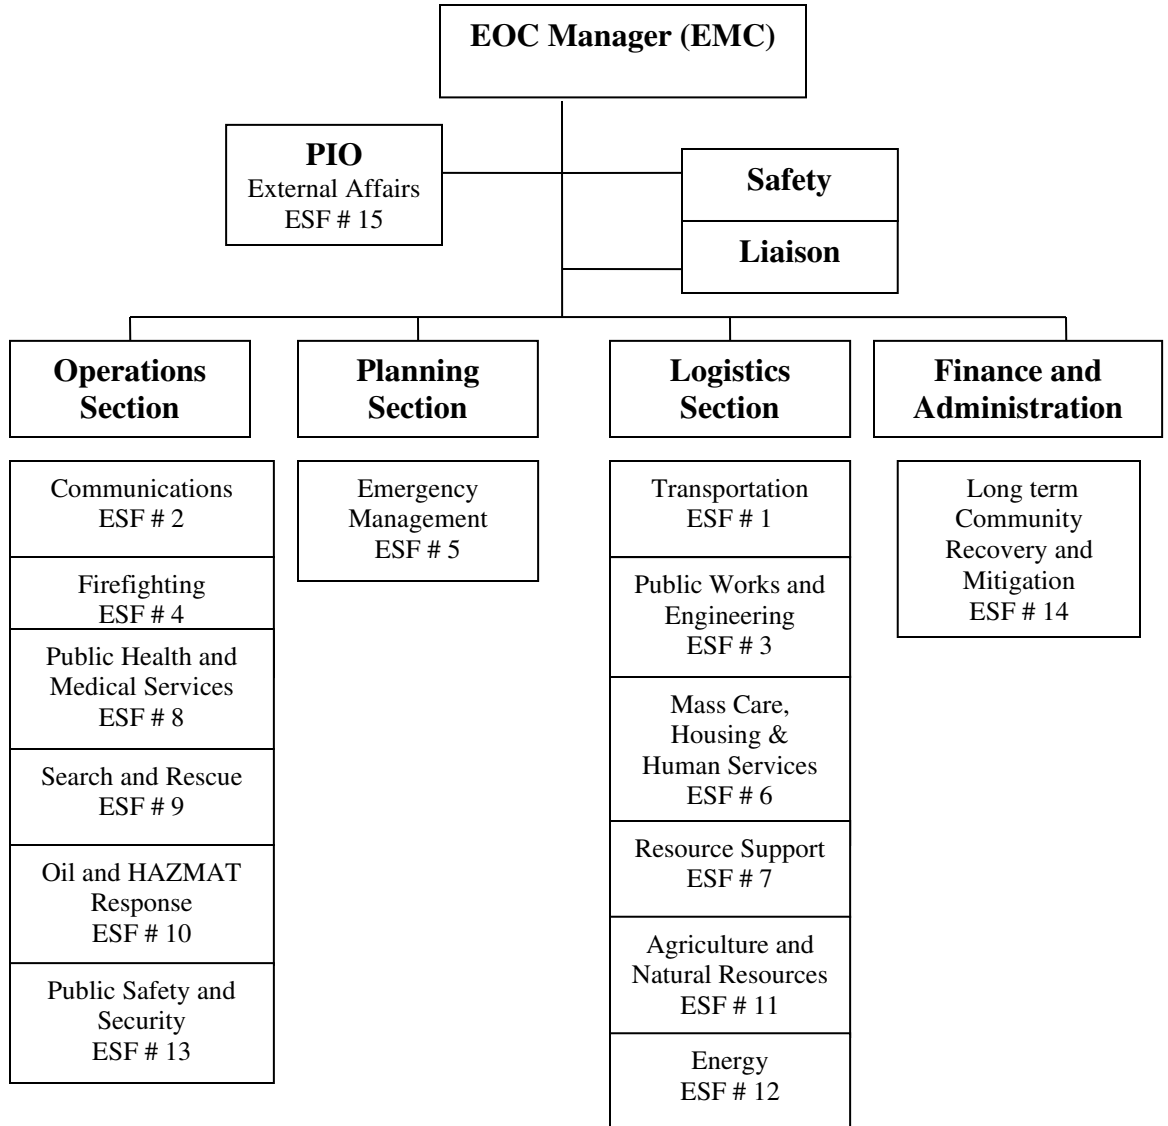 EOC Manager (EMC)
PIO
External Affairs
ESF # 15
Safety
Liaison
Operations
Section
Planning
Section
Logistics
Section
Finance and
Administration
Communications
ESF # 2
Firefighting
ESF # 4
Public Health and
Medical Services
ESF # 8
Search and Rescue
ESF # 9
Oil and HAZMAT
Response
ESF # 10
Public Safety and
Security
ESF # 13
Emergency
Management
ESF # 5
Transportation
ESF # 1
Public Works and
Engineering
ESF # 3
Mass Care,
Housing &
Human Services
ESF # 6
Resource Support
ESF # 7
Agriculture and
Natural Resources
ESF # 11
Energy
ESF # 12
Long term
Community
Recovery and
Mitigation
ESF # 14